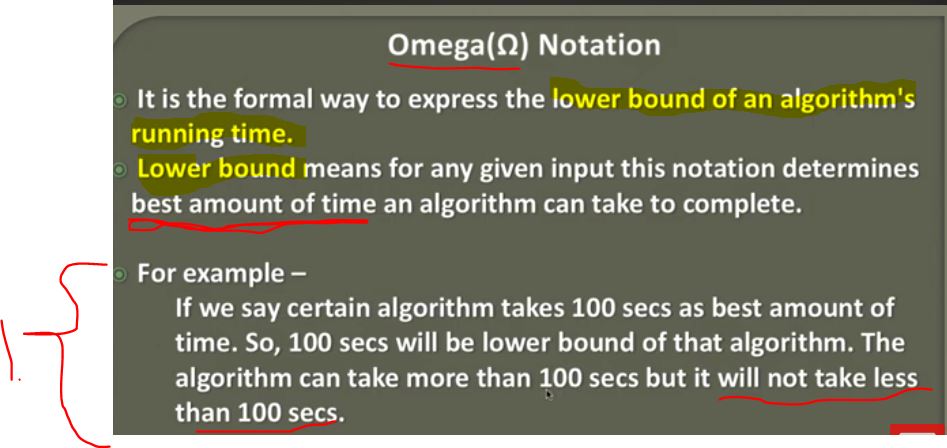 Omega(Ω) Notation
It is the formal way to express the lower bound of an algorithm's
running time.
Lower bound means for any given input this notation determines
best amount of time an algorithm can take to complete.
For example –
If we say certain algorithm takes 100 secs as best amount of
time. So, 100 secs will be lower bound of that algorithm. The
algorithm can take more than 100 secs but it will not take less
than 100 secs.